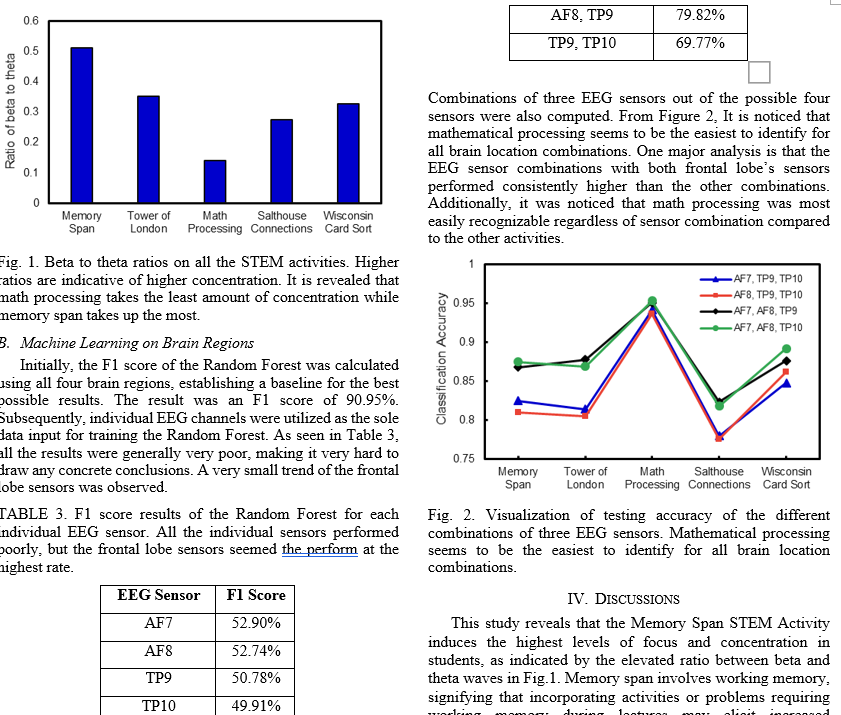 0.6
0.5
0.4
0.3
0.2
0.1
0
Ratio of beta to theta
Memory Span
Tower of London
Math Processing
Salthouse Connections
Wisconsin Card Sort
Fig. 1. Beta to theta ratios on all the STEM activities. Higher
ratios are indicative of higher concentration. It is revealed that
math processing takes the least amount of concentration while
memory span takes up the most.
B. Machine Learning on Brain Regions
Initially, the F1 score of the Random Forest was calculated
using all four brain regions, establishing a baseline for the best
possible results. The result was an F1 score of 90.95%.
Subsequently, individual EEG channels were utilized as the sole
data input for training the Random Forest. As seen in Table 3,
all the results were generally very poor, making it very hard to
draw any concrete conclusions. A very small trend of the frontal
lobe sensors was observed.
TABLE 3. F1 score results of the Random Forest for each
individual EEG sensor. All the individual sensors performed
poorly, but the frontal lobe sensors seemed the perform at the
highest rate.
EEG Sensor F1 Score
AF7 52.90%
AF8 52.74%
TP9 50.78%
TP10 49.91%
AF8, TP9 79.82%
TP9, TP10 69.77%
Combinations of three EEG sensors out of the possible four
sensors were also computed. From Figure 2, It is noticed that
mathematical processing seems to be the easiest to identify for
all brain location combinations. One major analysis is that the
EEG sensor combinations with both frontal lobe's sensors
performed consistently higher than the other combinations.
Additionally, it was noticed that math processing was most
easily recognizable regardless of sensor combination compared
to the other activities.
1
0.95
0.9
0.85
0.8
0.75
Classification Accuracy
AF7, TP9, TP10
AF8, TP9, TP10
AF7, AF8, TP9
AF7, AF8, TP10
Memory Span
Tower of London
Math Processing
Salthouse Connections
Wisconsin Card Sort
Fig. 2. Visualization of testing accuracy of the different
combinations of three EEG sensors. Mathematical processing
seems to be the easiest to identify for all brain location
combinations.
IV. DISCUSSIONS
This study reveals that the Memory Span STEM Activity
induces the highest levels of focus and concentration in
students, as indicated by the elevated ratio between beta and
theta waves in Fig.1. Memory span involves working memory,
signifying that incorporating activities or problems requiring
working memory during lectures may elicit increased